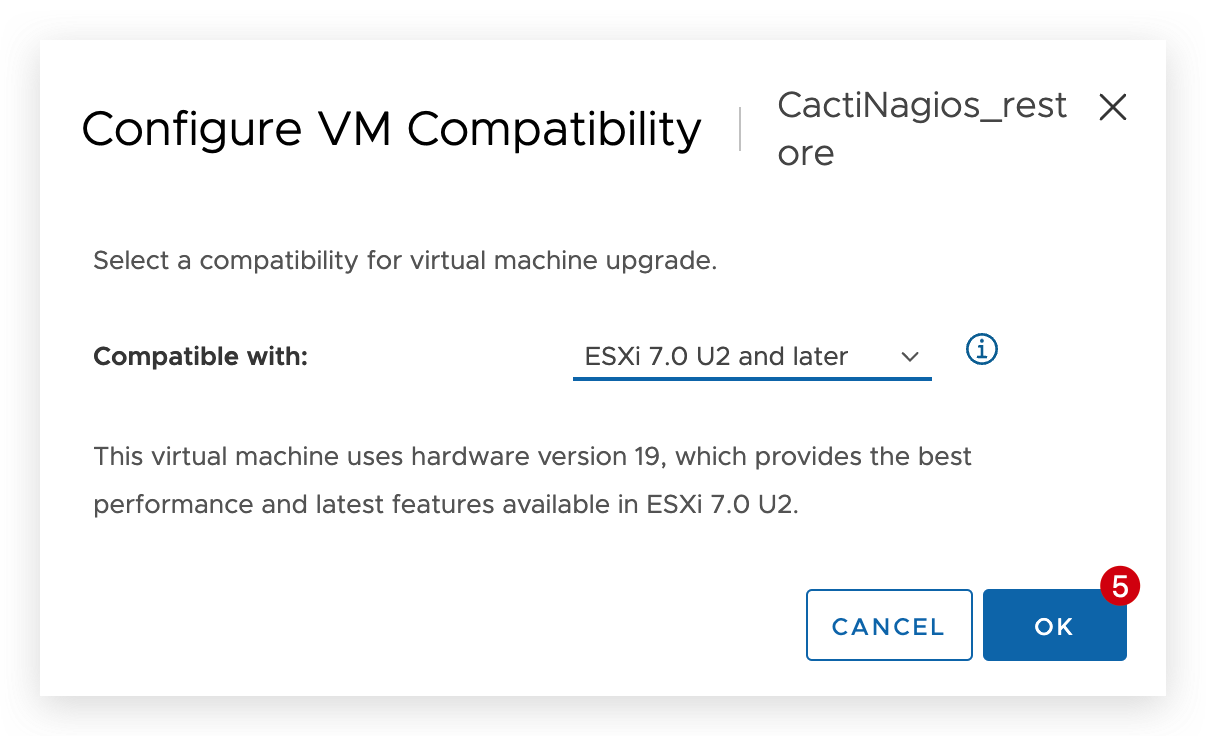 Configure VM Compatibility
CactiNagios_rest
ore
Select a compatibility for virtual machine upgrade.
Compatible with:
ESXi 7.0 U2 and later
This virtual machine uses hardware version 19, which provides the best
performance and latest features available in ESXi 7.0 U2.
5
CANCEL
OK